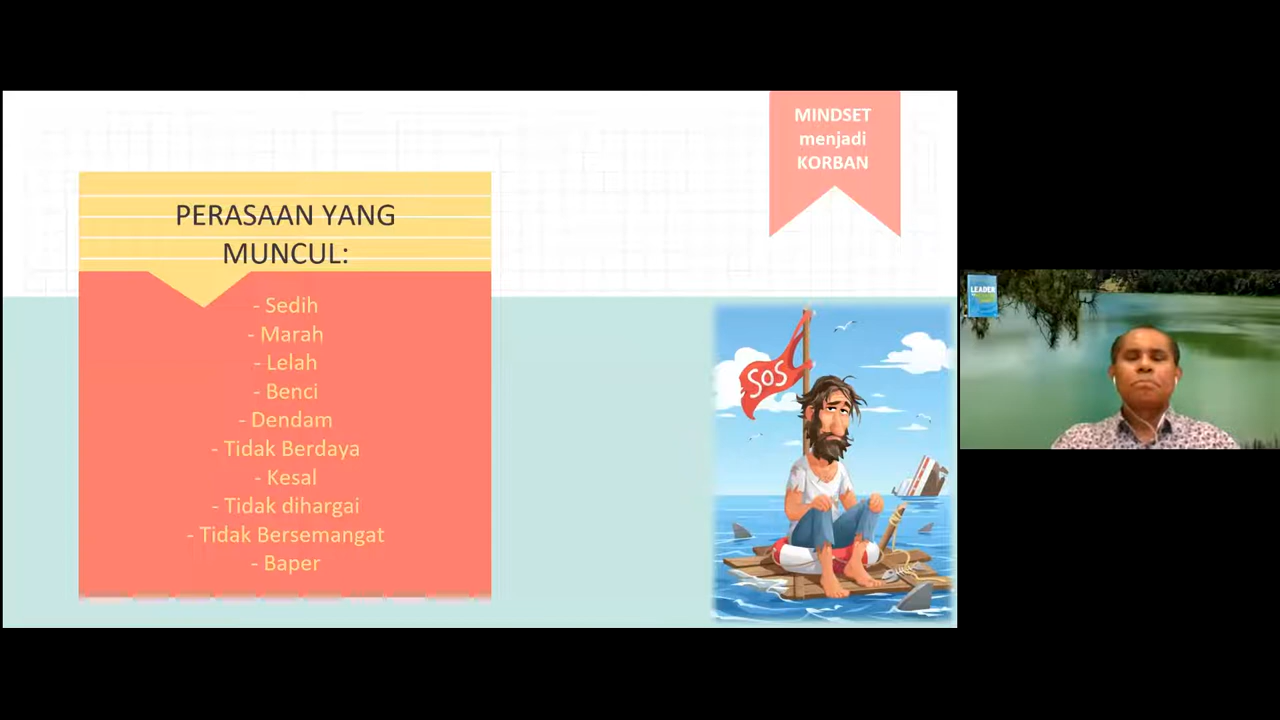 MINDSET
menjadi
KORBAN
PERASAAN YANG
MUNCUL:
- Sedih
- Marah
- Lelah
- Benci
- Dendam
- Tidak Berdaya
- Kesal
- Tidak dihargai
- Tidak Bersemangat
- Baper
SOS
LEADER